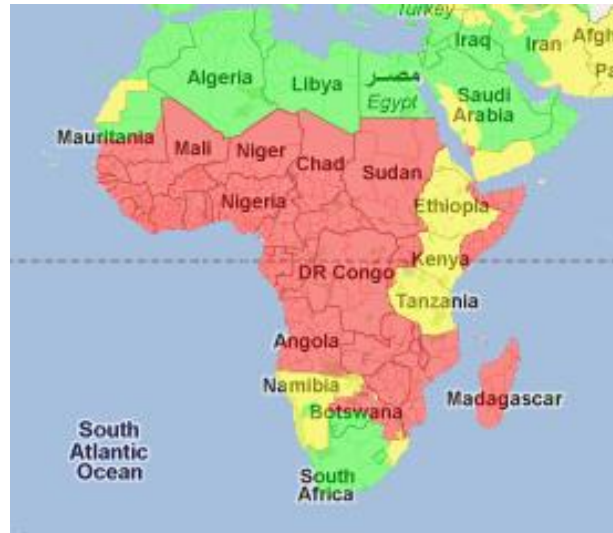 Turkey
Afgh
Iraq
Iran
Algeria
Libya
مصر
Pa
Egypt
Saudi
Arabia
Mauritania
Mali
Niger
Chad
Sudan
Nigeria
Ethiopia
Kenya
DR Congo
Tanzania
Angola
Namibia
Madagascar
Botswana
South
Atlantic
Ocean
South
Africa